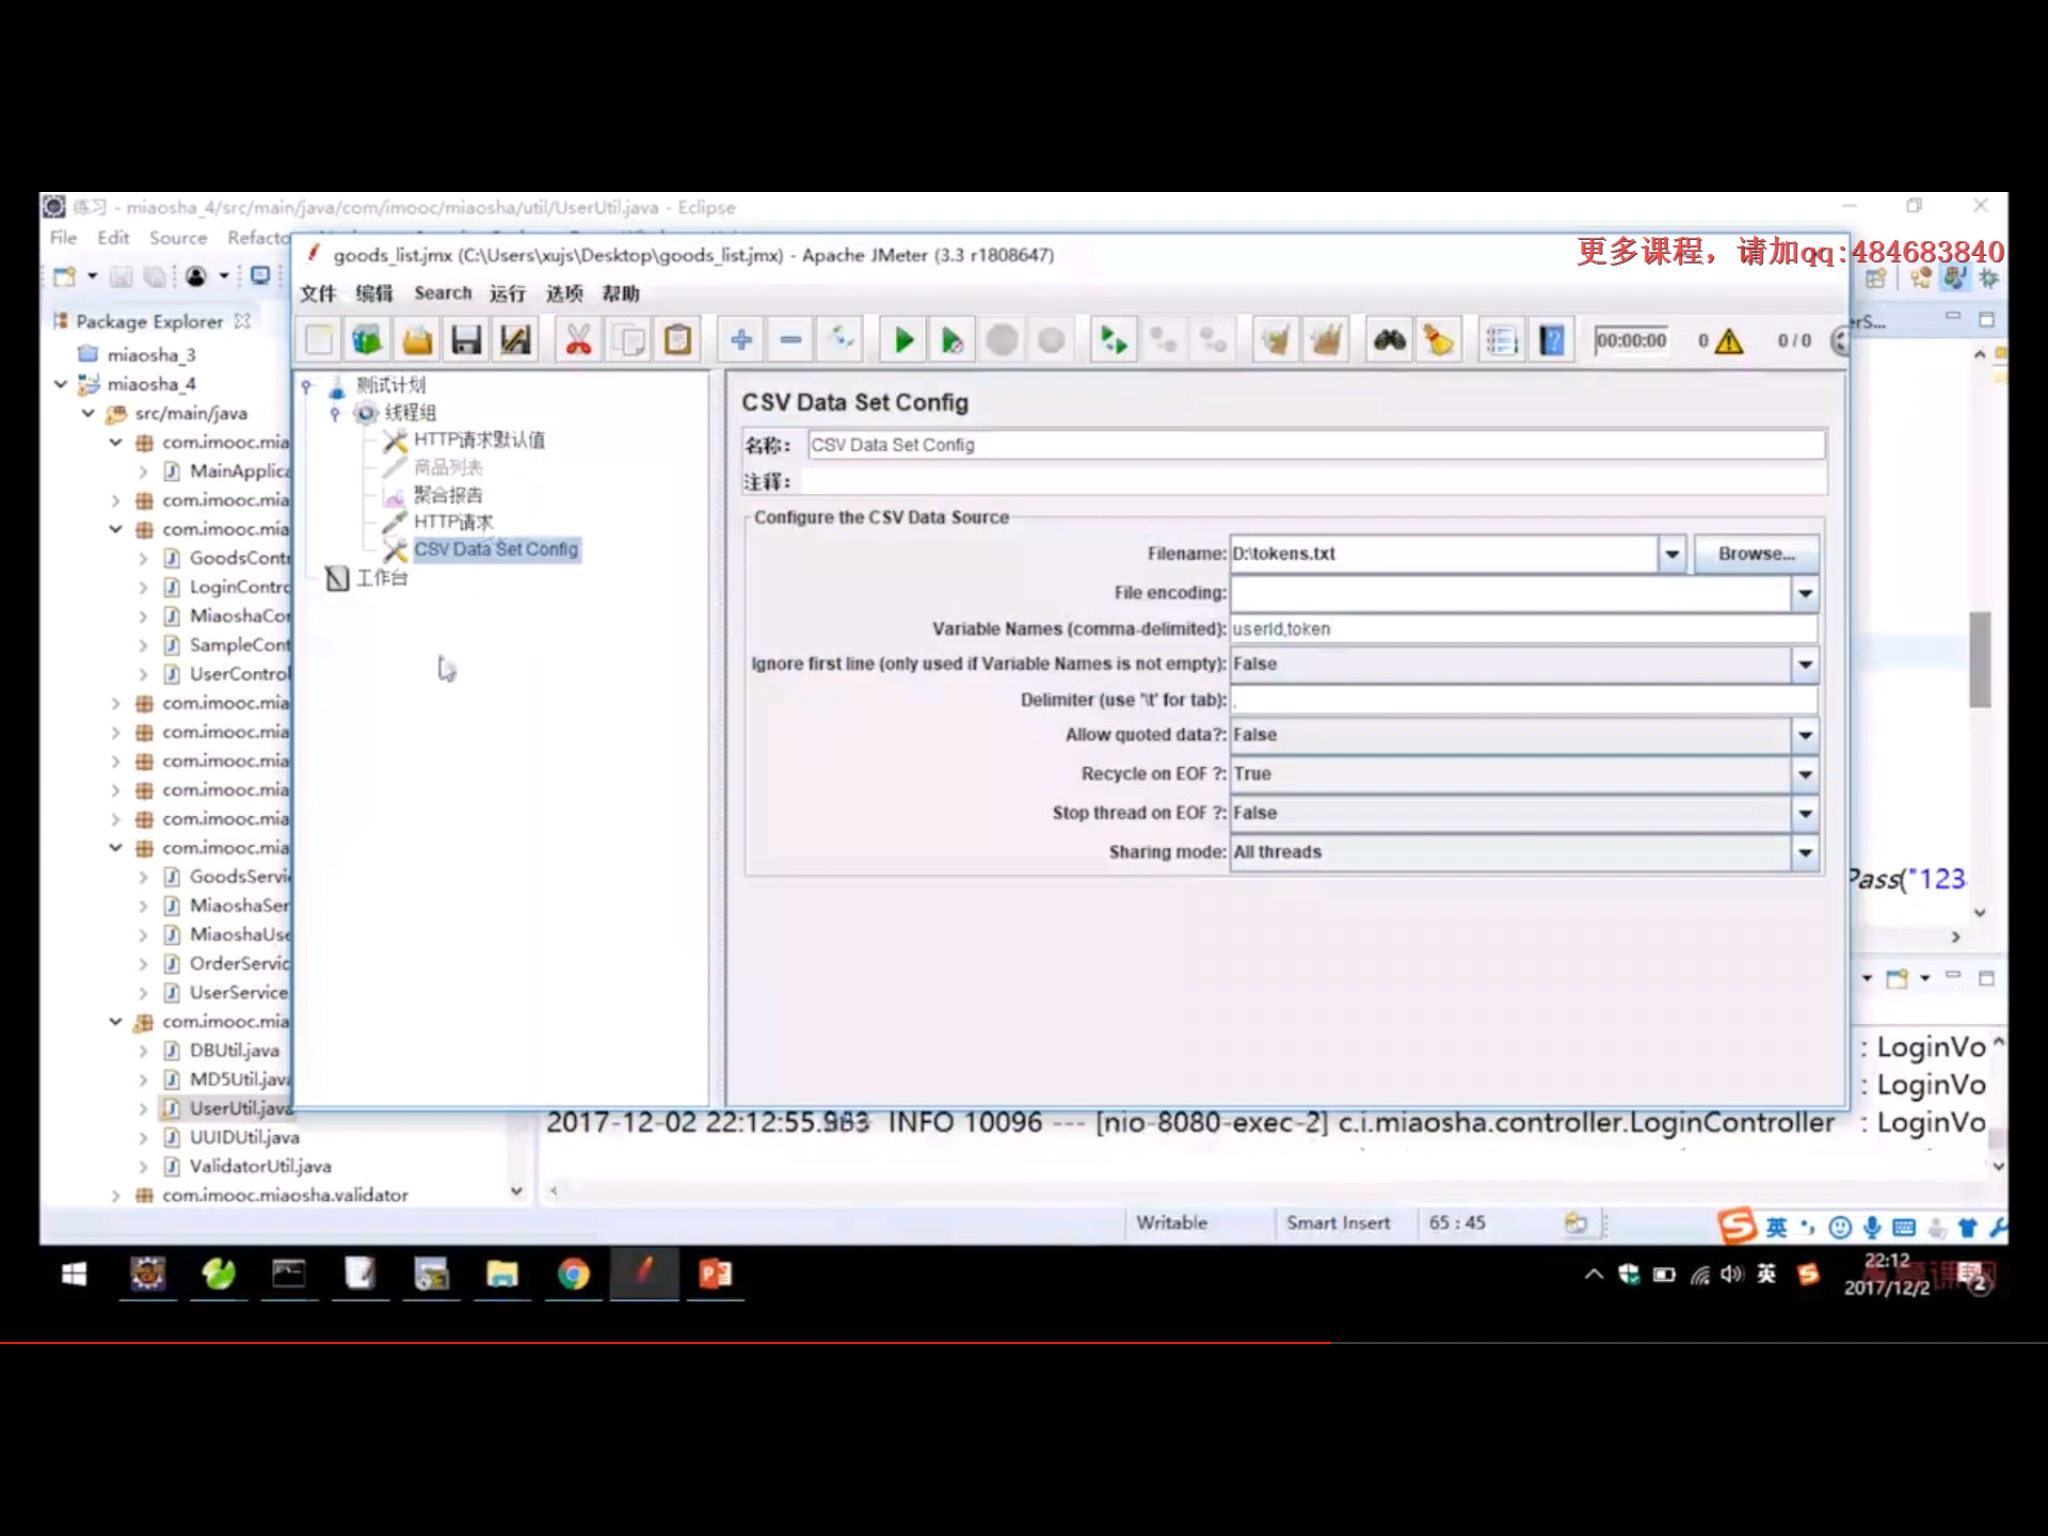 练习 - miaosha_4/src/main/java/com/imooc/miaosha/util/UserUtil.java - Eclipse
File Edit Source Refacto
goods_list.jmx (C:\Users\xujs\Desktop\goods_list.jmx) - Apache JMeter (3.3 r1808647)
更多课程，请加qq:484683840
文件 编辑 Search 运行 选项 帮助
00:00:00 0 0 / 0
Package Explorer
miaosha_3
miaosha_4
src/main/java
com.imooc.mia
MainApplica
com.imooc.mia
com.imooc.mia
GoodsContr
LoginContro
MiaoshaCor
SampleCont
UserControl
com.imooc.mia
com.imooc.mia
com.imooc.mia
com.imooc.mia
com.imooc.mia
com.imooc.mia
GoodsServi
MiaoshaSer
MiaoshaUse
OrderServic
UserService
com.imooc.mia
DBUtil.java
MD5Util.java
UserUtil.java
UUIDUtil.java
ValidatorUtil.java
com.imooc.miaosha.validator
测试计划
线程组
HTTP请求默认值
商品列表
聚合报告
HTTP请求
CSV Data Set Config
工作台
CSV Data Set Config
名称: CSV Data Set Config
注释:
Configure the CSV Data Source
Filename: D:\tokens.txt Browse...
File encoding:
Variable Names (comma-delimited): userId,token
Ignore first line (only used if Variable Names is not empty): False
Delimiter (use '\t' for tab): ,
Allow quoted data?: False
Recycle on EOF ?: True
Stop thread on EOF ?: False
Sharing mode: All threads
erS...
Pass("123
: LoginVo
: LoginVo
2017-12-02 22:12:55.983 INFO 10096 --- [nio-8080-exec-2] c.i.miaosha.controller.LoginController : LoginVo
Writable Smart Insert 65 : 45
英
英 22:12
2017/12/2 2